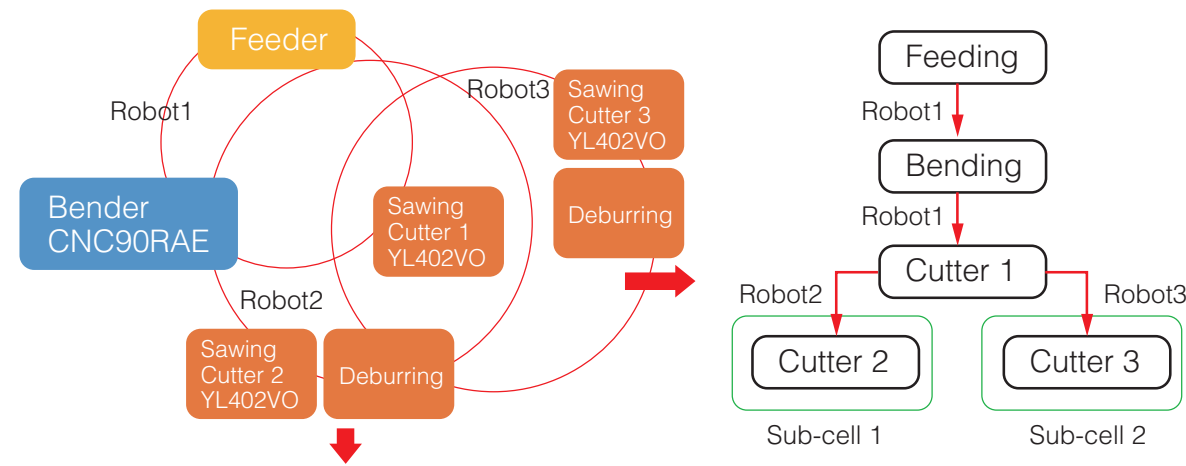 Feeder
Robot1
Robot3
Sawing
Cutter 3
YL402VO
Bender
CNC90RAE
Sawing
Cutter 1
YL402VO
Deburring
Robot2
Sawing
Cutter 2
YL402VO
Deburring
Feeding
Robot1
Bending
Robot1
Cutter 1
Robot2
Robot3
Cutter 2
Cutter 3
Sub-cell 1
Sub-cell 2